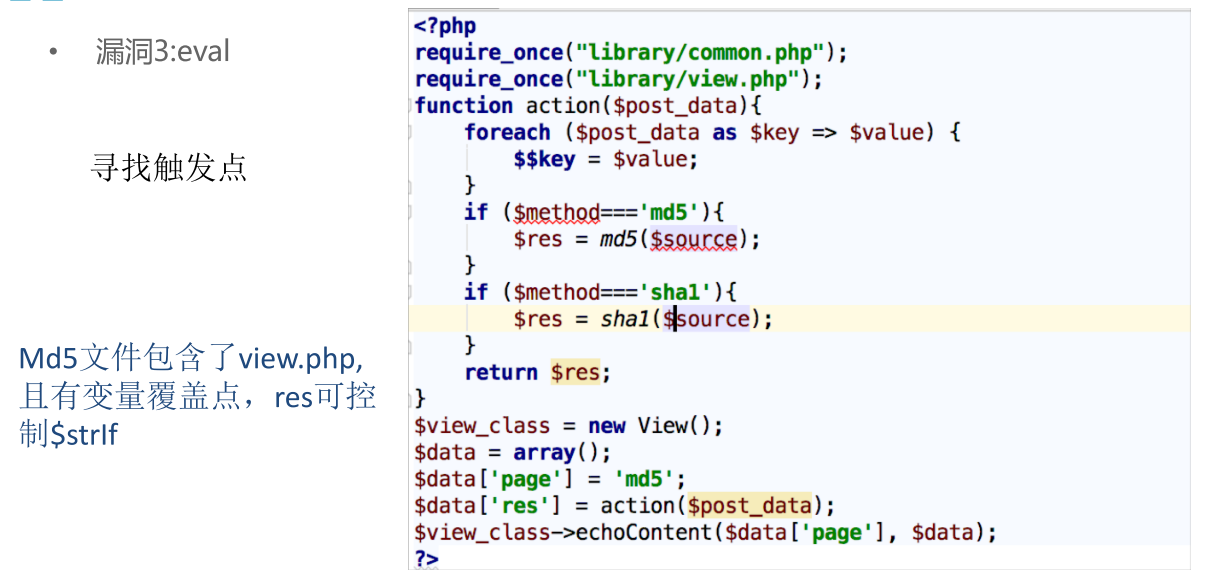 • 漏洞3:eval
寻找触发点
Md5文件包含了view.php,
且有变量覆盖点，res可控
制$strIf
<?php
require_once("library/common.php");
require_once("library/view.php");
function action($post_data){
    foreach ($post_data as $key => $value) {
        $$key = $value;
    }
    if ($method==='md5'){
        $res = md5($source);
    }
    if ($method==='sha1'){
        $res = sha1($source);
    }
    return $res;
}
$view_class = new View();
$data = array();
$data['page'] = 'md5';
$data['res'] = action($post_data);
$view_class->echoContent($data['page'], $data);
?>